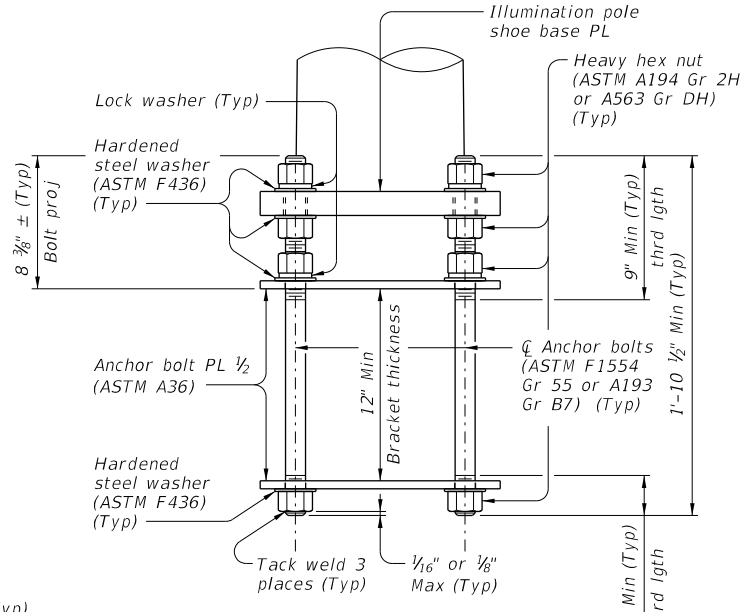 Illumination pole
shoe base PL
Heavy hex nut
(ASTM A194 Gr 2H
or A563 Gr DH)
(Typ)
Lock washer (Typ)
Hardened
steel washer
(ASTM F436)
(Typ)
8 ⅜" ± (Typ)
Bolt proj
9" Min (Typ)
thrd lgth
1'-10 ½" Min (Typ)
Anchor bolt PL ½
(ASTM A36)
12" Min
Bracket thickness
℄ Anchor bolts
(ASTM F1554
Gr 55 or A193
Gr B7) (Typ)
Hardened
steel washer
(ASTM F436)
(Typ)
Tack weld 3
places (Typ)
1/16" or ⅛"
Max (Typ)
Min (Typ)
rd lgth
yp)